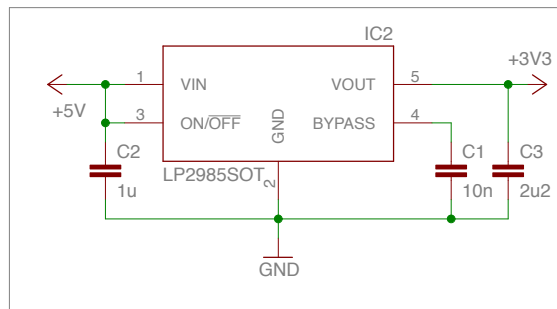 IC2
+3V3
1
VIN
VOUT
5
+5V
3
ON/OFF
GND
BYPASS
4
C2
LP2985SOT
2
C1
C3
1u
10n
2u2
GND